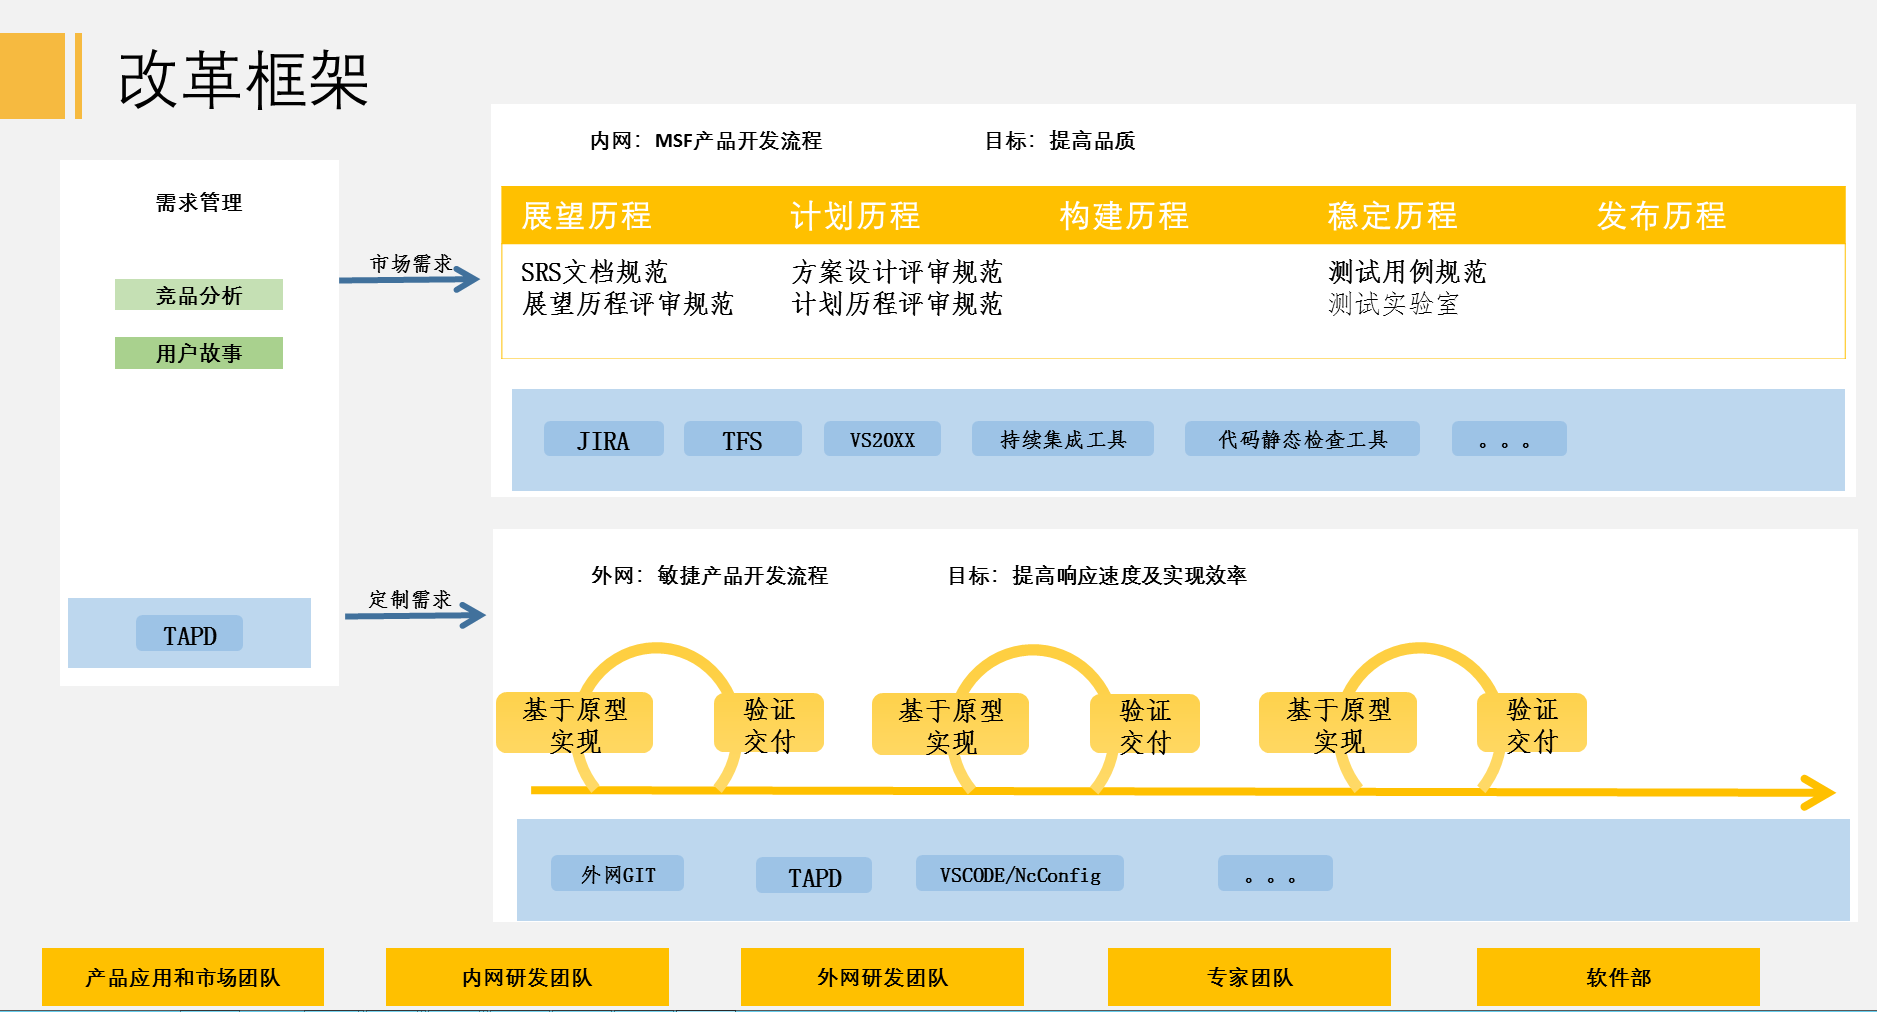 改革框架
需求管理
竞品分析
用户故事
TAPD
市场需求
定制需求
内网：MSF产品开发流程 目标：提高品质
展望历程 计划历程 构建历程 稳定历程 发布历程
SRS文档规范 方案设计评审规范 测试用例规范
展望历程评审规范 计划历程评审规范 测试实验室
JIRA TFS VS20XX 持续集成工具 代码静态检查工具 。。。
外网：敏捷产品开发流程 目标：提高响应速度及实现效率
基于原型 验证 基于原型 验证 基于原型 验证
实现 交付 实现 交付 实现 交付
外网GIT TAPD VSCODE/NcConfig 。。。
产品应用和市场团队 内网研发团队 外网研发团队 专家团队 软件部